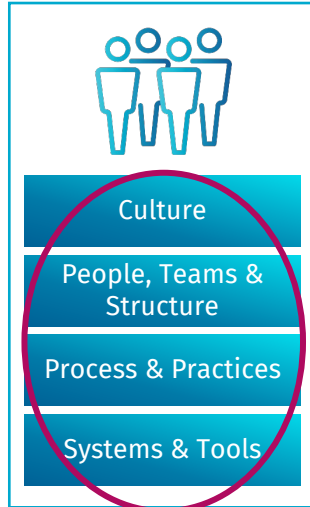 Culture
People, Teams &
Structure
Process & Practices
Systems & Tools